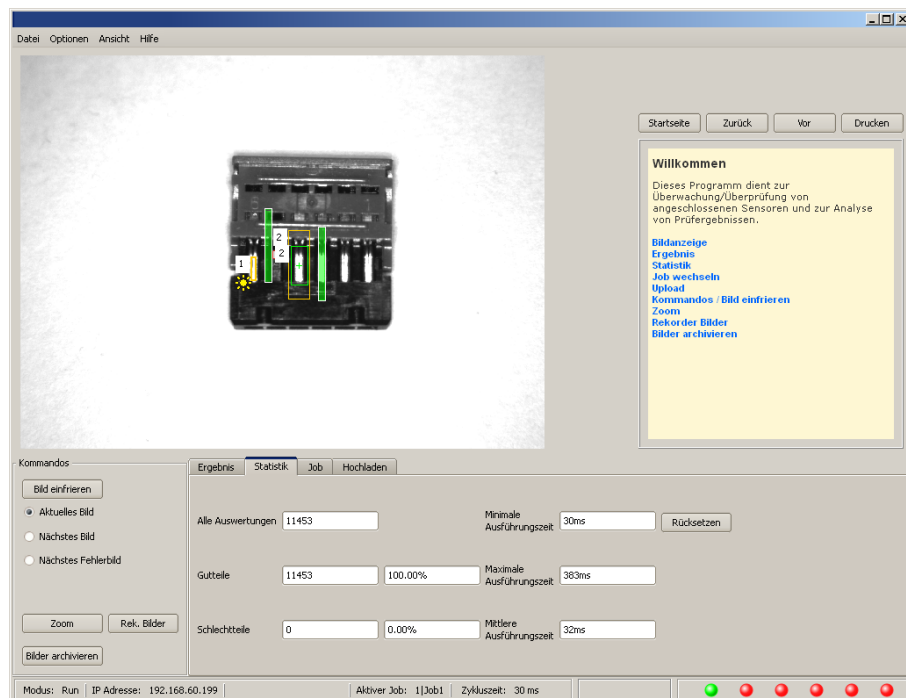 Datei Optionen Ansicht Hilfe
Startseite Zurück Vor Drucken
Willkommen
Dieses Programm dient zur
Überwachung/Überprüfung von
angeschlossenen Sensoren und zur Analyse
von Prüfergebnissen.
Bildanzeige
Ergebnis
Statistik
Job wechseln
Upload
Kommandos / Bild einfrieren
Zoom
Rekorder Bilder
Bilder archivieren
2
2
1
Kommandos
Bild einfrieren
Aktuelles Bild
Nächstes Bild
Nächstes Fehlerbild
Zoom Rek. Bilder
Bilder archivieren
Ergebnis Statistik Job Hochladen
Alle Auswertungen 11453
Minimale
Ausführungszeit 30ms Rücksetzen
Gutteile 11453 100.00%
Maximale
Ausführungszeit 383ms
Schlechtteile 0 0.00%
Mittlere
Ausführungszeit 32ms
Modus: Run IP Adresse: 192.168.60.199 Aktiver Job: 1|Job1 Zykluszeit: 30 ms